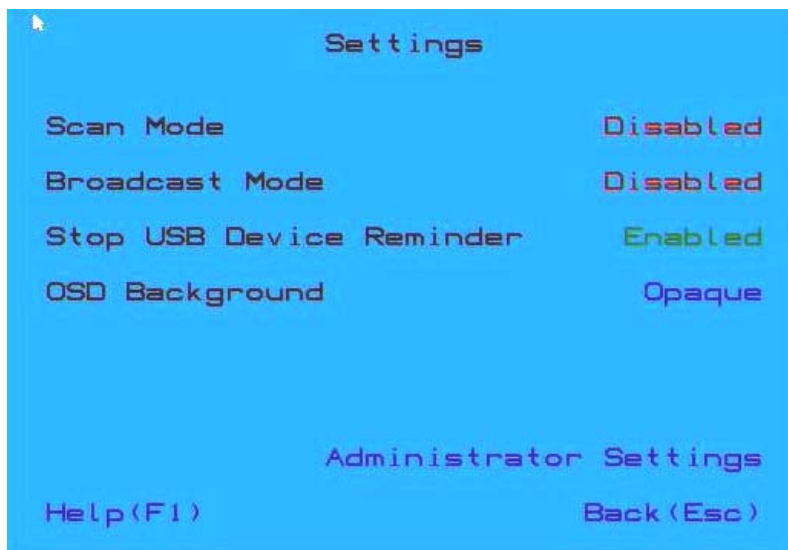 Settings
Scan Mode Disabled
Broadcast Mode Disabled
Stop USB Device Reminder Enabled
OSD Background Opaque
Administrator Settings
Help(F1) Back(Esc)